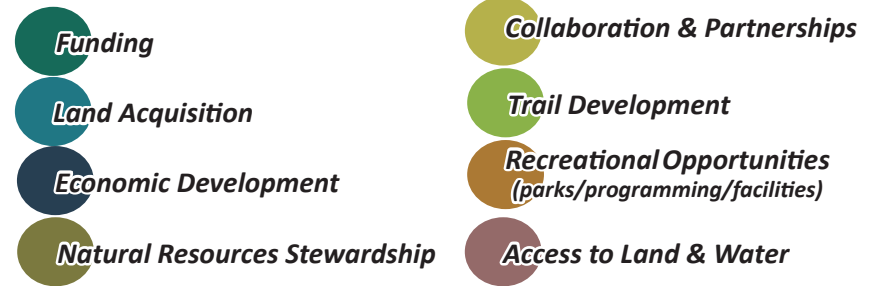 Funding
Land Acquisition
Economic Development
Natural Resources Stewardship
Collaboration & Partnerships
Trail Development
Recreational Opportunities
(parks/programming/facilities)
Access to Land & Water